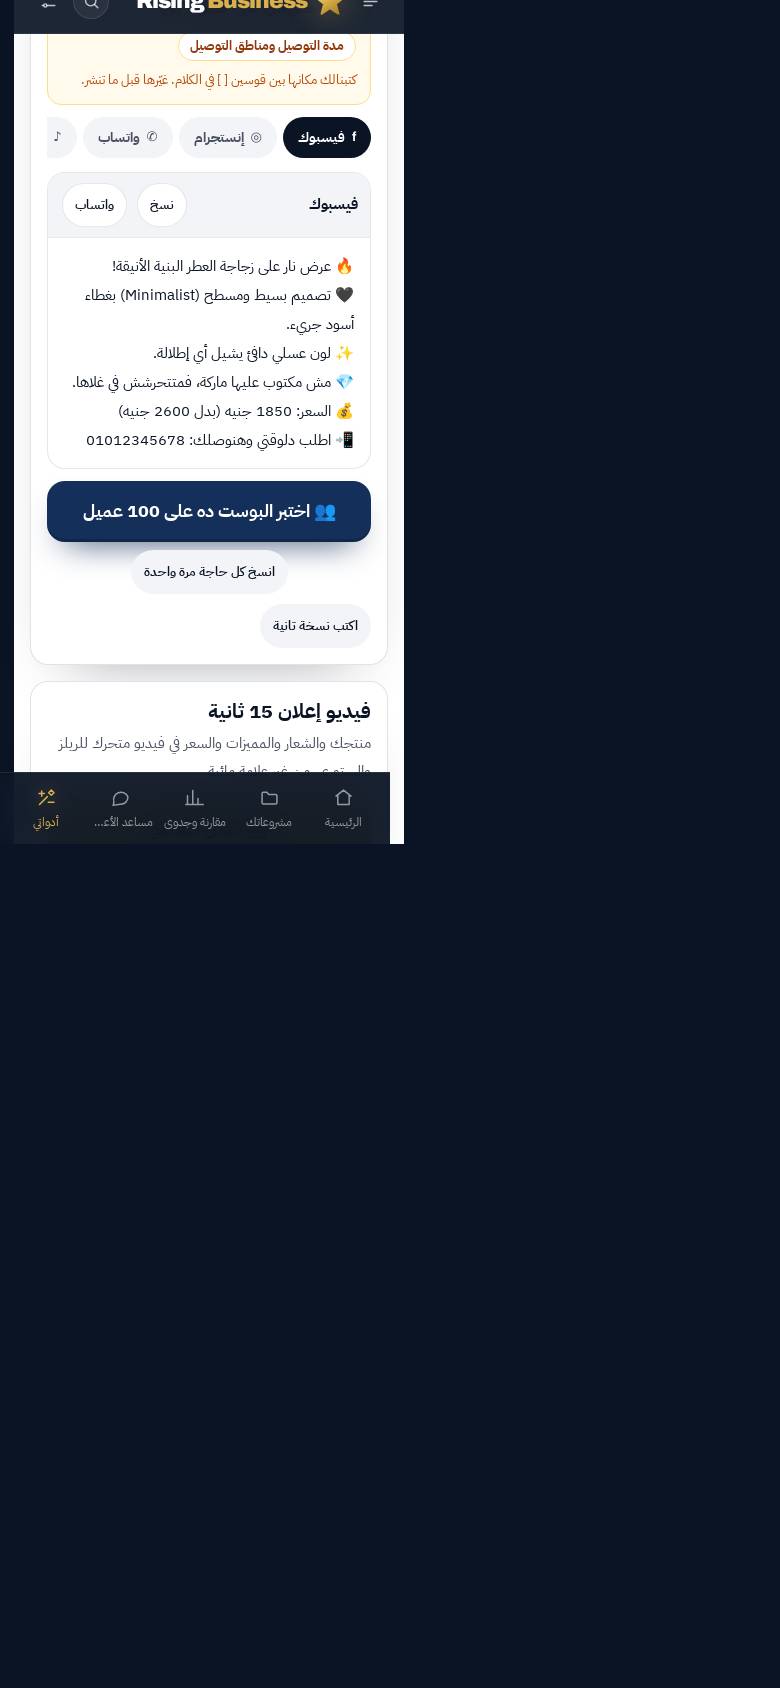 Rising Business
مدة التوصيل ومناطق التوصيل
كتبنالك مكانها بين قوسين [ ] في الكلام. غيّرها قبل ما تنشر.
f فيسبوك
◎ إنستجرام
✆ واتساب
♪
فيسبوك
نسخ
واتساب
🔥 عرض نار على زجاجة العطر البنية الأنيقة!
🖤 تصميم بسيط ومسطح (Minimalist) بغطاء
أسود جريء.
✨ لون عسلي دافئ يشيل أي إطلالة.
💎 مش مكتوب عليها ماركة، فمتتحرشش في غلاها.
💰 السعر: 1850 جنيه (بدل 2600 جنيه)
📲 اطلب دلوقتي وهنوصلك: 01012345678
👥 اختبر البوست ده على 100 عميل
انسخ كل حاجة مرة واحدة
اكتب نسخة تانية
فيديو إعلان 15 ثانية
منتجك والشعار والمميزات والسعر في فيديو متحرك للريلز
الرئيسية
مشروعاتك
مقارنة وجدوى
مساعد الأع...
أدواتي